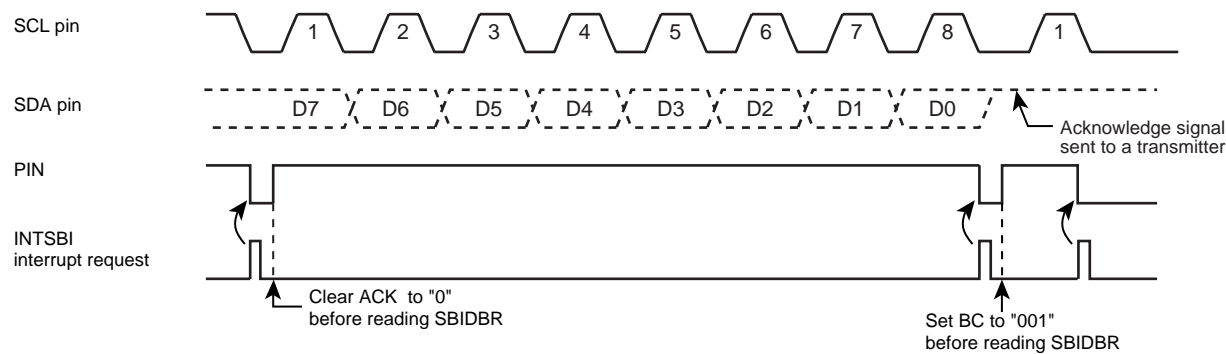 SCL pin
1 2 3 4 5 6 7 8 1
SDA pin
D7 D6 D5 D4 D3 D2 D1 D0
Acknowledge signal
sent to a transmitter
PIN
INTSBI
interrupt request
Clear ACK to "0"
before reading SBIDBR
Set BC to "001"
before reading SBIDBR